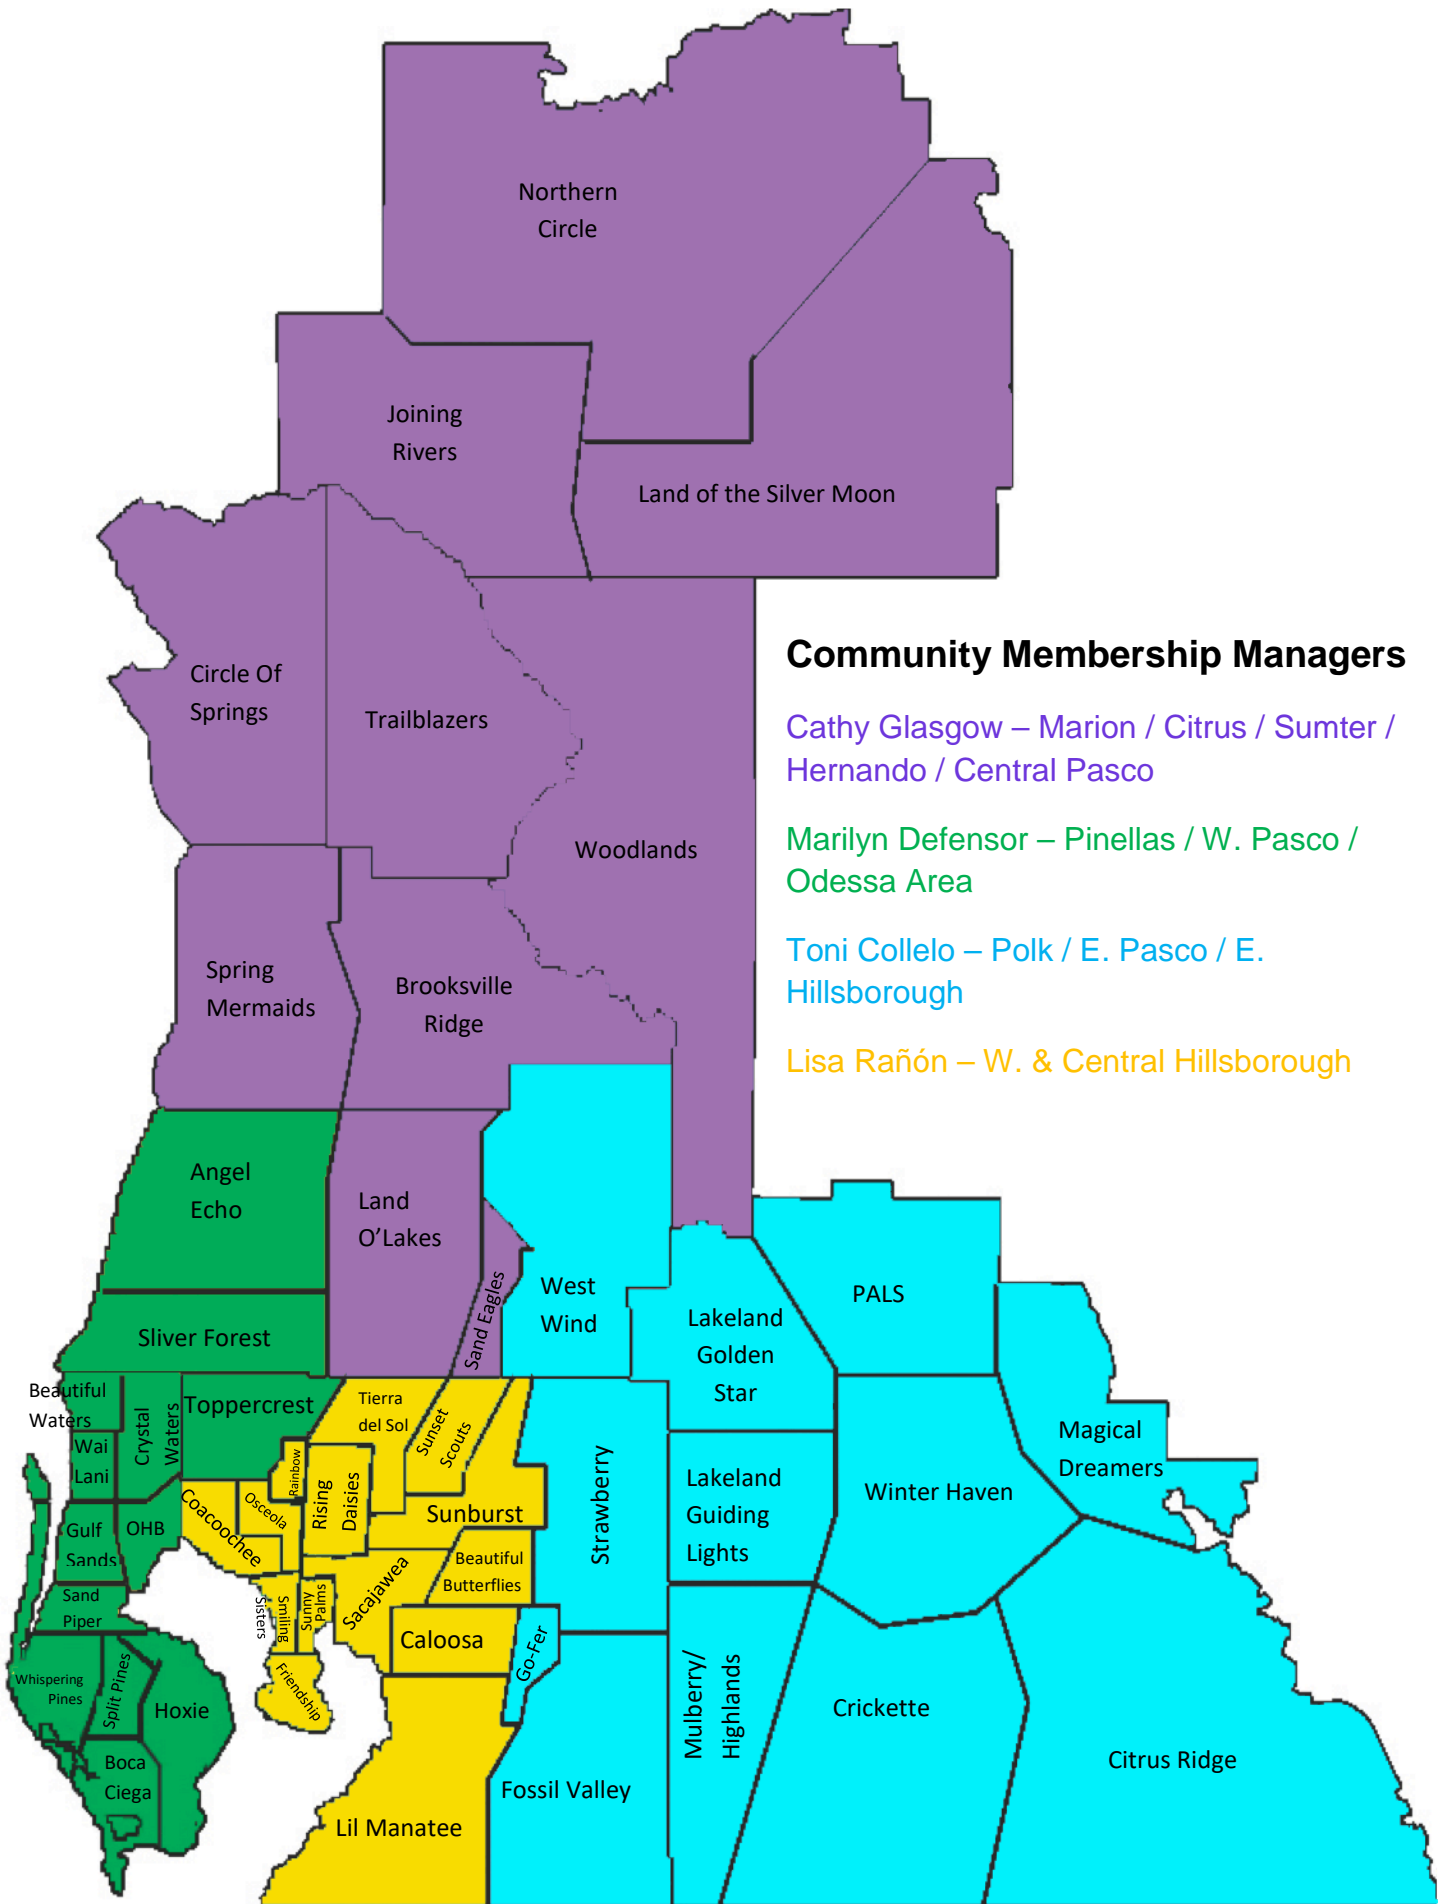 Northern
Circle
Joining
Rivers
Land of the Silver Moon
Circle Of
Springs
Trailblazers
Woodlands
Community Membership Managers
Cathy Glasgow – Marion / Citrus / Sumter /
Hernando / Central Pasco
Marilyn Defensor – Pinellas / W. Pasco /
Odessa Area
Toni Collelo – Polk / E. Pasco / E.
Hillsborough
Lisa Rañón – W. & Central Hillsborough
Spring
Mermaids
Brooksville
Ridge
Angel
Echo
Land
O’Lakes
Sand Eagles
West
Wind
PALS
Lakeland
Golden
Star
Sliver Forest
Beautiful
Waters
Crystal
Waters
Toppercrest
Tierra
del Sol
Sunset
Scouts
Magical
Dreamers
Wai
Lani
Rainbow
Rising
Daisies
Strawberry
Lakeland
Guiding
Lights
Winter Haven
Coacoochee
Osceola
Sunburst
Gulf
Sands
OHB
Beautiful
Butterflies
Sand
Piper
Smiling
Sisters
Sunny
Palms
Sacajawea
Caloosa
Go-Fer
Whispering
Pines
Split Pines
Hoxie
Friendship
Mulberry/
Highlands
Crickette
Citrus Ridge
Boca
Ciega
Fossil Valley
Lil Manatee